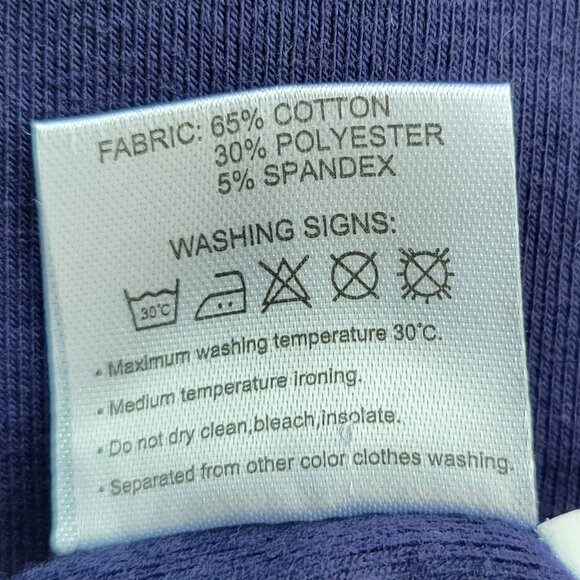 FABRIC: 65% COTTON
30% POLYESTER
5% SPANDEX
WASHING SIGNS:
30°C
• Maximum washing temperature 30°C.
• Medium temperature ironing.
• Do not dry clean,bleach,insolate.
• Separated from other color clothes washing.